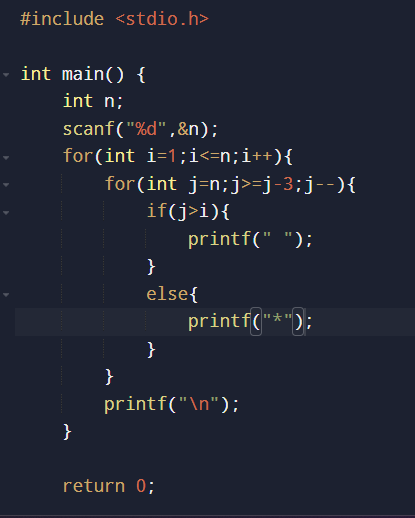 #include <stdio.h>
int main() {
int n;
scanf("%d",&n);
for(int i=1;i<=n;i++){
for(int j=n;j>=j-3;j--){
if(j>i){
printf(" ");
}
else{
printf("*");
}
}
printf("\n");
}
return 0;